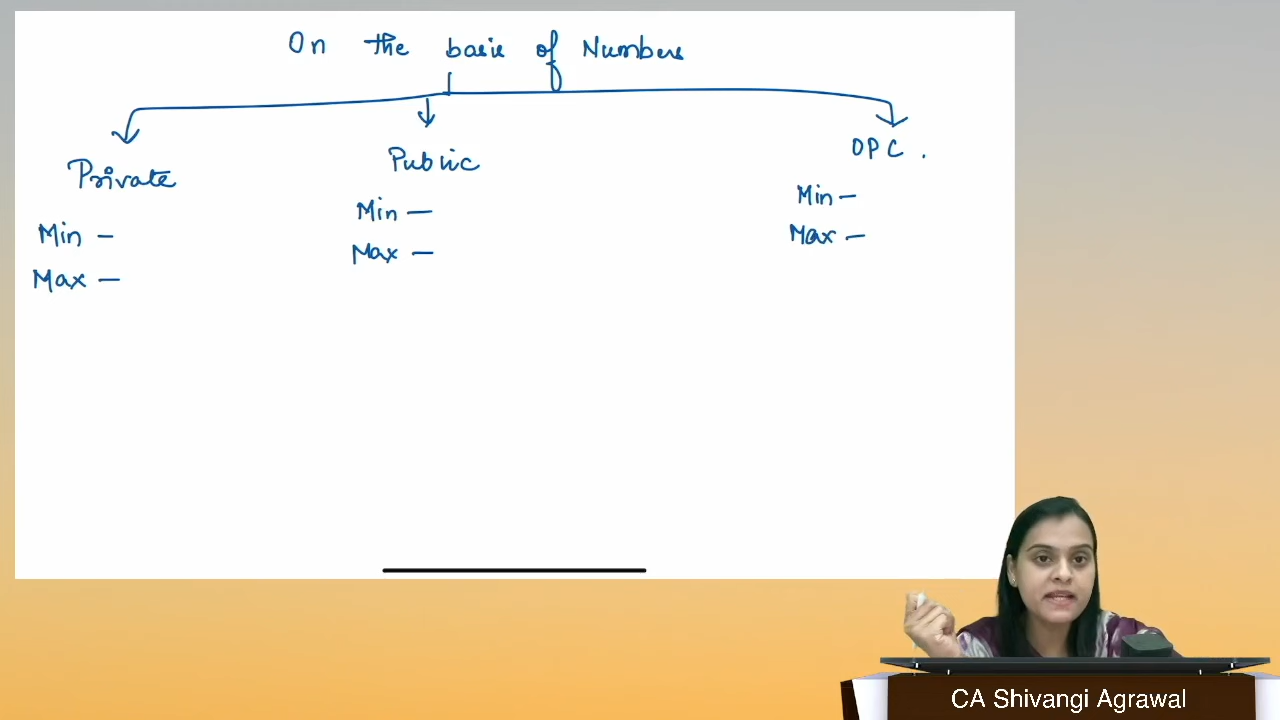 On the basis of Numbers
Private
Min -
Max -
Public
Min -
Max -
OPC.
Min -
Max -
CA Shivangi Agrawal